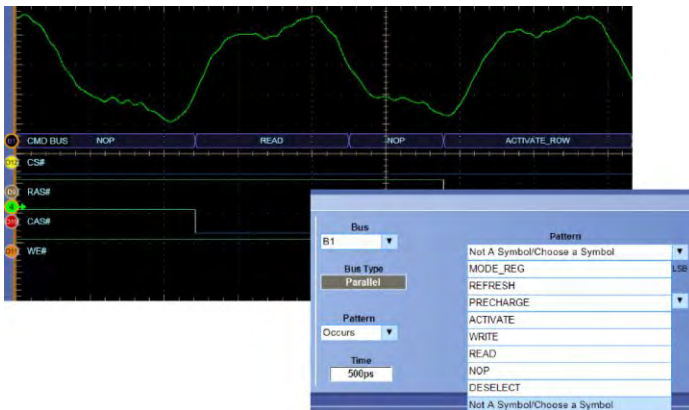 B1 CMD BUS NOP READ NOP ACTIVATE_ROW
CS#
RAS#
CAS#
WE#
Bus
B1
Bus Type
Parallel
Pattern
Occurs
Time
500ps
Pattern
Not A Symbol/Choose a Symbol
MODE_REG
LSB
REFRESH
PRECHARGE
ACTIVATE
WRITE
READ
NOP
DESELECT
Not A Symbol/Choose a Symbol